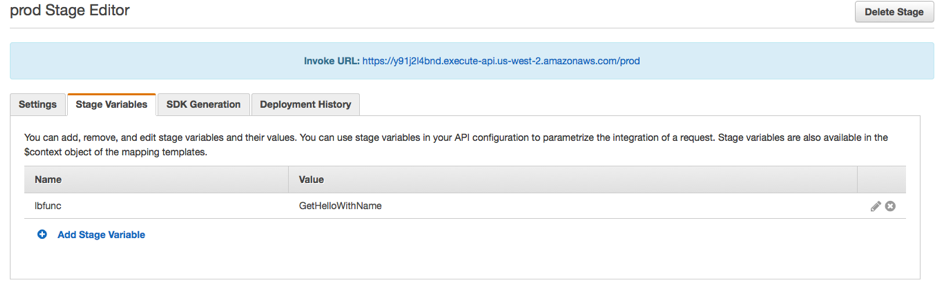 prod Stage Editor
Delete Stage
Invoke URL: https://y91j2l4bnd.execute-api.us-west-2.amazonaws.com/prod
Settings
Stage Variables
SDK Generation
Deployment History
You can add, remove, and edit stage variables and their values. You can use stage variables in your API configuration to parametrize the integration of a request. Stage variables are also available in the
$context object of the mapping templates.
Name
Value
lbfunc
GetHelloWithName
Add Stage Variable